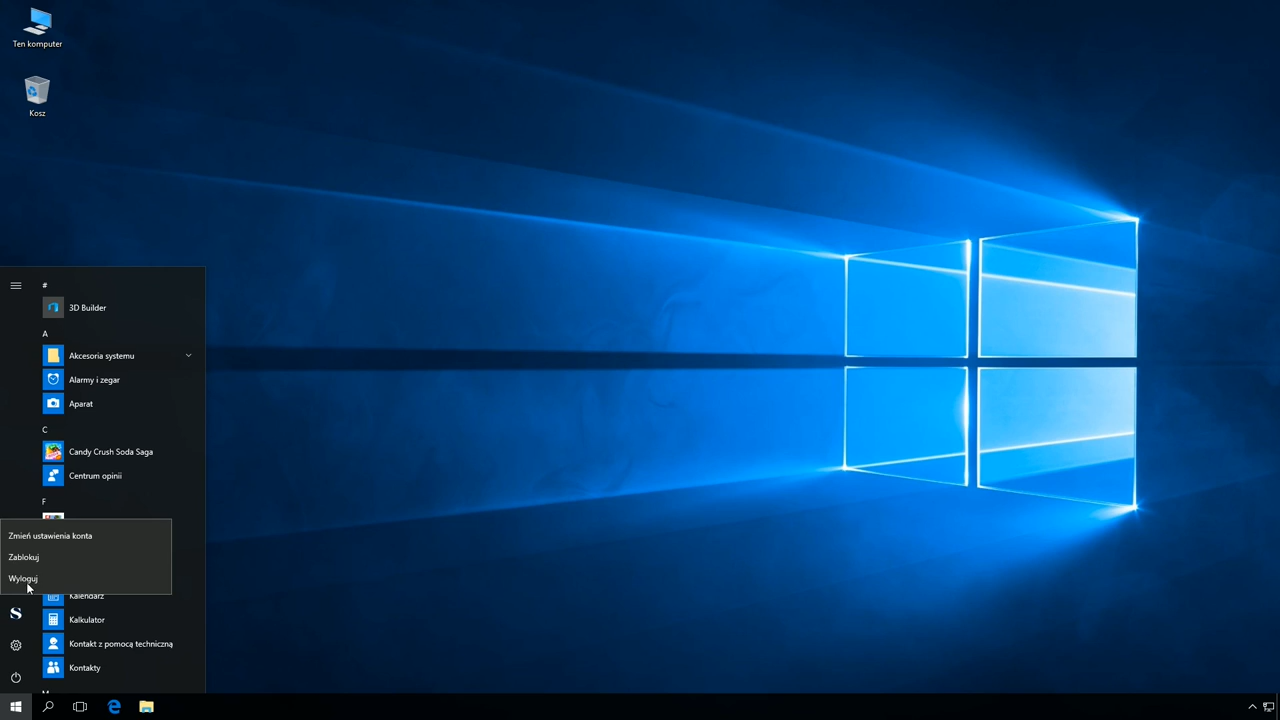 Ten komputer
Kosz
#
3D Builder
A
Akcesoria systemu
Alarmy i zegar
Aparat
C
Candy Crush Soda Saga
Centrum opinii
F
Zmień ustawienia konta
Zablokuj
Wyloguj
Kalendarz
Kalkulator
Kontakt z pomocą techniczną
Kontakty
M